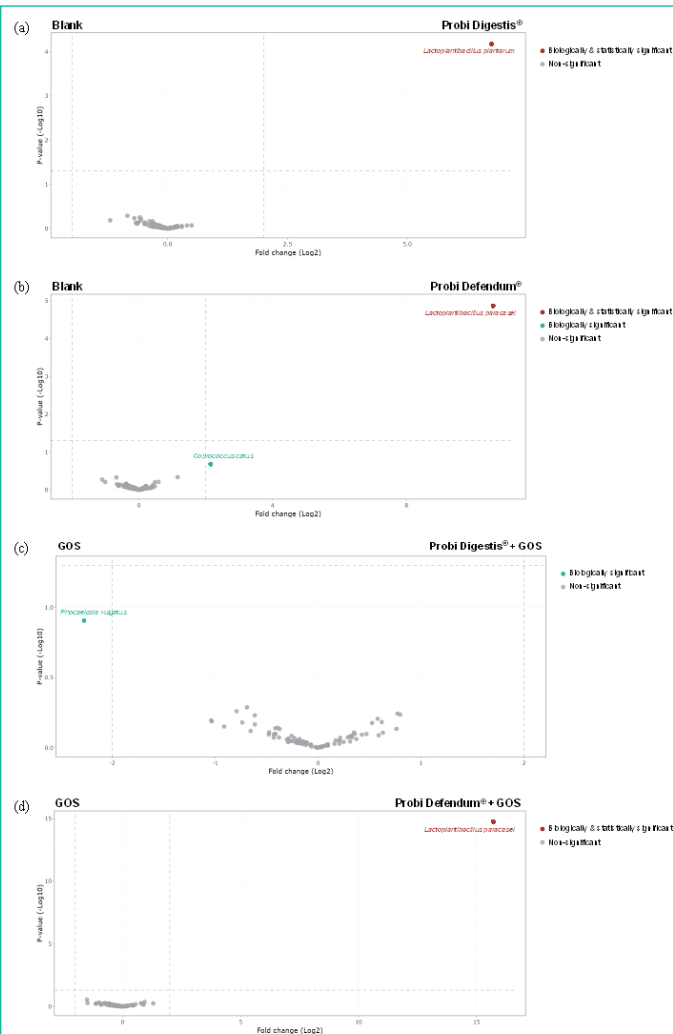 (a) Blank Probi Digestis®
Lactoplantibacillus plantarum
Biologically & statistically significant
Non-significant
P-value (-Log10)
4
3
2
1
0
0.0 2.5 5.0
Fold change (Log2)
(b) Blank Probi Defendum®
Lactoplantibacillus paracasei
Biologically & statistically significant
Biologically significant
Non-significant
P-value (-Log10)
5
4
3
2
1
0
Coprococcus catus
0 4 8
Fold change (Log2)
(c) GOS Probi Digestis® + GOS
Biologically significant
Non-significant
P-value (-Log10)
1.0
0.5
0.0
Phocaeicola vulgatus
-2 -1 0 1 2
Fold change (Log2)
(d) GOS Probi Defendum® + GOS
Lactoplantibacillus paracasei
Biologically & statistically significant
Non-significant
P-value (-Log10)
15
10
5
0
0 5 10 15
Fold change (Log2)